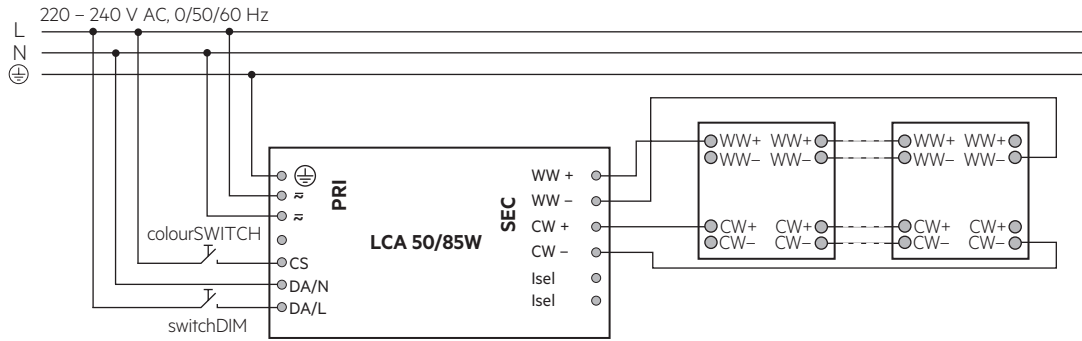 220 – 240 V AC, 0/50/60 Hz
L
N
WW+ WW+ WW+ WW+
WW– WW– WW– WW–
PRI
SEC
WW +
WW –
colourSWITCH
LCA 50/85W
CW +
CW+ CW+ CW+ CW+
CW– CW– CW– CW–
CS
CW –
DA/N
Isel
DA/L
Isel
switchDIM